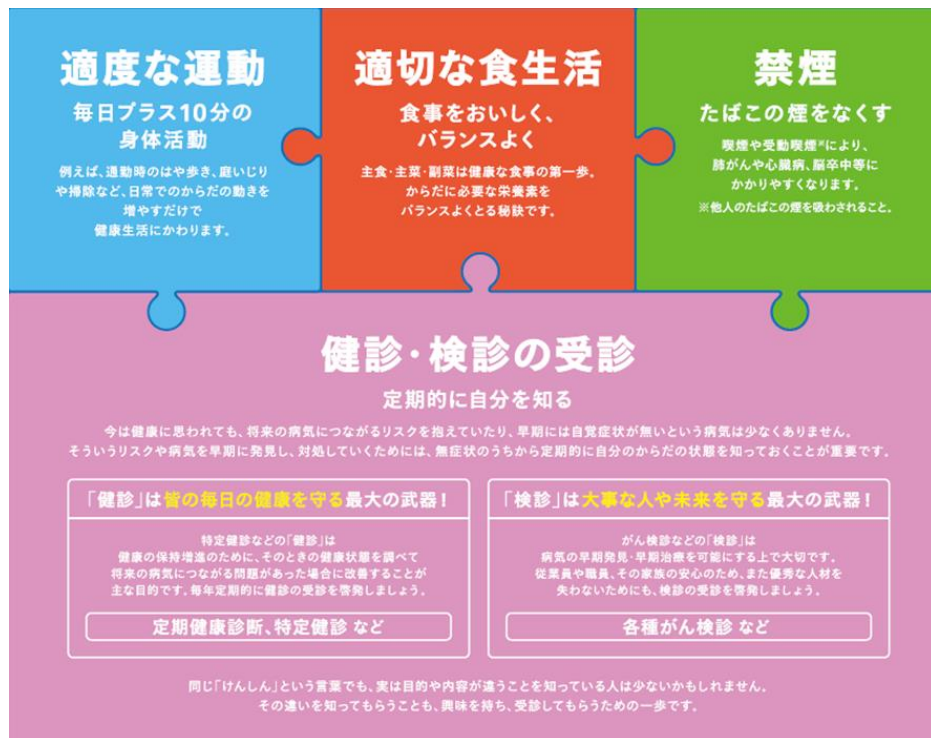 適度な運動
毎日プラス10分の
身体活動
例えば、通勤時のはや歩き、庭いじり
や掃除など、日常でのからだの動きを
増やすだけで
健康生活にかわります。
適切な食生活
食事をおいしく、
バランスよく
主食・主菜・副菜は健康な食事の第一歩。
からだに必要な栄養素を
バランスよくとる秘訣です。
禁煙
たばこの煙をなくす
喫煙や受動喫煙※により、
肺がんや心臓病、脳卒中等に
かかりやすくなります。
※他人のたばこの煙を吸わされること。
健診・検診の受診
定期的に自分を知る
今は健康に思われても、将来の病気につながるリスクを抱えていたり、早期には自覚症状が無いという病気は少なくありません。
そういうリスクや病気を早期に発見し、対処していくためには、無症状のうちから定期的に自分のからだの状態を知っておくことが重要です。
「健診」は皆の毎日の健康を守る最大の武器!
特定健診などの「健診」は
健康の保持増進のために、そのときの健康状態を調べて
将来の病気につながる問題があった場合に改善することが
主な目的です。毎年定期的に健診の受診を啓発しましょう。
定期健康診断、特定健診 など
「検診」は大事な人や未来を守る最大の武器!
がん検診などの「検診」は
病気の早期発見・早期治療を可能にする上で大切です。
従業員や職員、その家族の安心のため、また優秀な人材を
失わないためにも、検診の受診を啓発しましょう。
各種がん検診 など
同じ「けんしん」という言葉でも、実は目的や内容が違うことを知っている人は少ないかもしれません。
その違いを知ってもらうことも、興味を持ち、受診してもらうための一歩です。